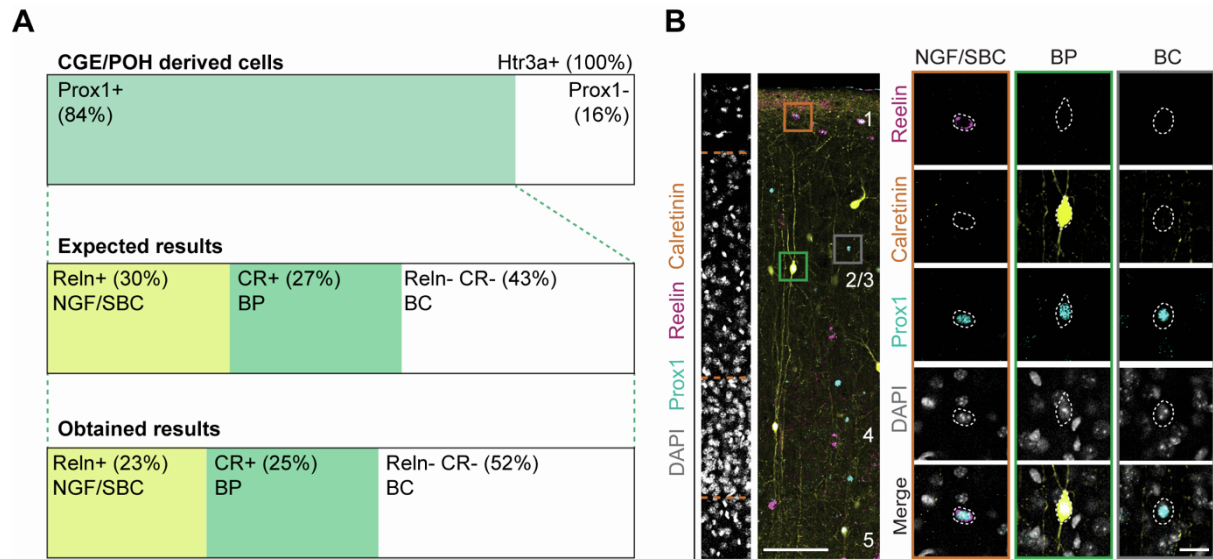 A
CGE/POH derived cells
Htr3a+ (100%)
Prox1+
(84%)
Prox1-
(16%)
Expected results
Reln+ (30%)
NGF/SBC
CR+ (27%)
BP
Reln- CR- (43%)
BC
Obtained results
Reln+ (23%)
NGF/SBC
CR+ (25%)
BP
Reln- CR- (52%)
BC
B
DAPI Prox1 Reelin Calretinin
1
2/3
4
5
NGF/SBC
BP
BC
Reelin
Calretinin
Prox1
DAPI
Merge